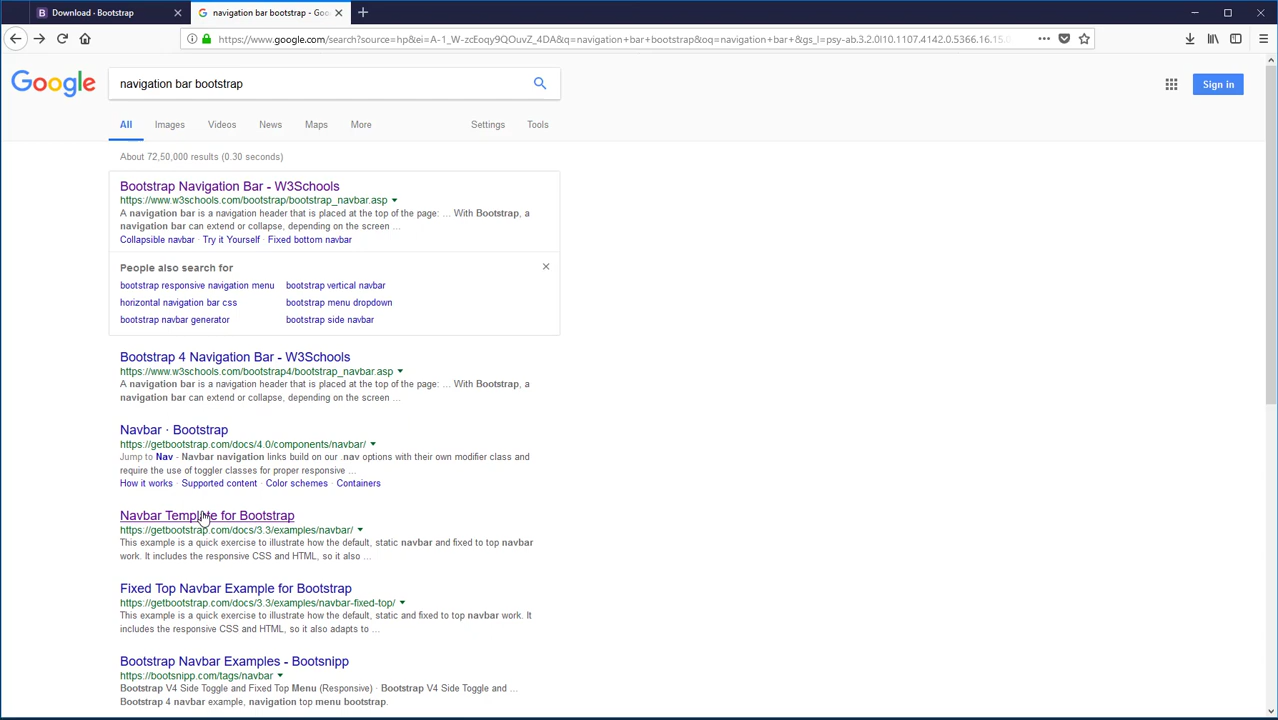 Download - Bootstrap
navigation bar bootstrap - Goo
https://www.google.com/search?source=hp&ei=A-1_W-zcEoqy9QOuvZ_4DA&q=navigation+bar+bootstrap&oq=navigation+bar+&gs_l=psy-ab.3.2.0l10.1107.4142.0.5366.16.15.0
Google
navigation bar bootstrap
Sign in
All Images Videos News Maps More Settings Tools
About 72,50,000 results (0.30 seconds)
Bootstrap Navigation Bar - W3Schools
https://www.w3schools.com/bootstrap/bootstrap_navbar.asp
A navigation bar is a navigation header that is placed at the top of the page: ... With Bootstrap, a
navigation bar can extend or collapse, depending on the screen ...
Collapsible navbar · Try it Yourself · Fixed bottom navbar
People also search for
bootstrap responsive navigation menu bootstrap vertical navbar
horizontal navigation bar css bootstrap menu dropdown
bootstrap navbar generator bootstrap side navbar
Bootstrap 4 Navigation Bar - W3Schools
https://www.w3schools.com/bootstrap4/bootstrap_navbar.asp
A navigation bar is a navigation header that is placed at the top of the page: ... With Bootstrap, a
navigation bar can extend or collapse, depending on the screen ...
Navbar · Bootstrap
https://getbootstrap.com/docs/4.0/components/navbar/
Jump to Nav - Navbar navigation links build on our .nav options with their own modifier class and
require the use of toggler classes for proper responsive ...
How it works · Supported content · Color schemes · Containers
Navbar Template for Bootstrap
https://getbootstrap.com/docs/3.3/examples/navbar/
This example is a quick exercise to illustrate how the default, static navbar and fixed to top navbar
work. It includes the responsive CSS and HTML, so it also ...
Fixed Top Navbar Example for Bootstrap
https://getbootstrap.com/docs/3.3/examples/navbar-fixed-top/
This example is a quick exercise to illustrate how the default, static and fixed to top navbar work. It
includes the responsive CSS and HTML, so it also adapts to ...
Bootstrap Navbar Examples - Bootsnipp
https://bootsnipp.com/tags/navbar
Bootstrap V4 Side Toggle and Fixed Top Menu (Responsive) · Bootstrap V4 Side Toggle and ...
Bootstrap 4 navbar example, navigation top menu bootstrap.